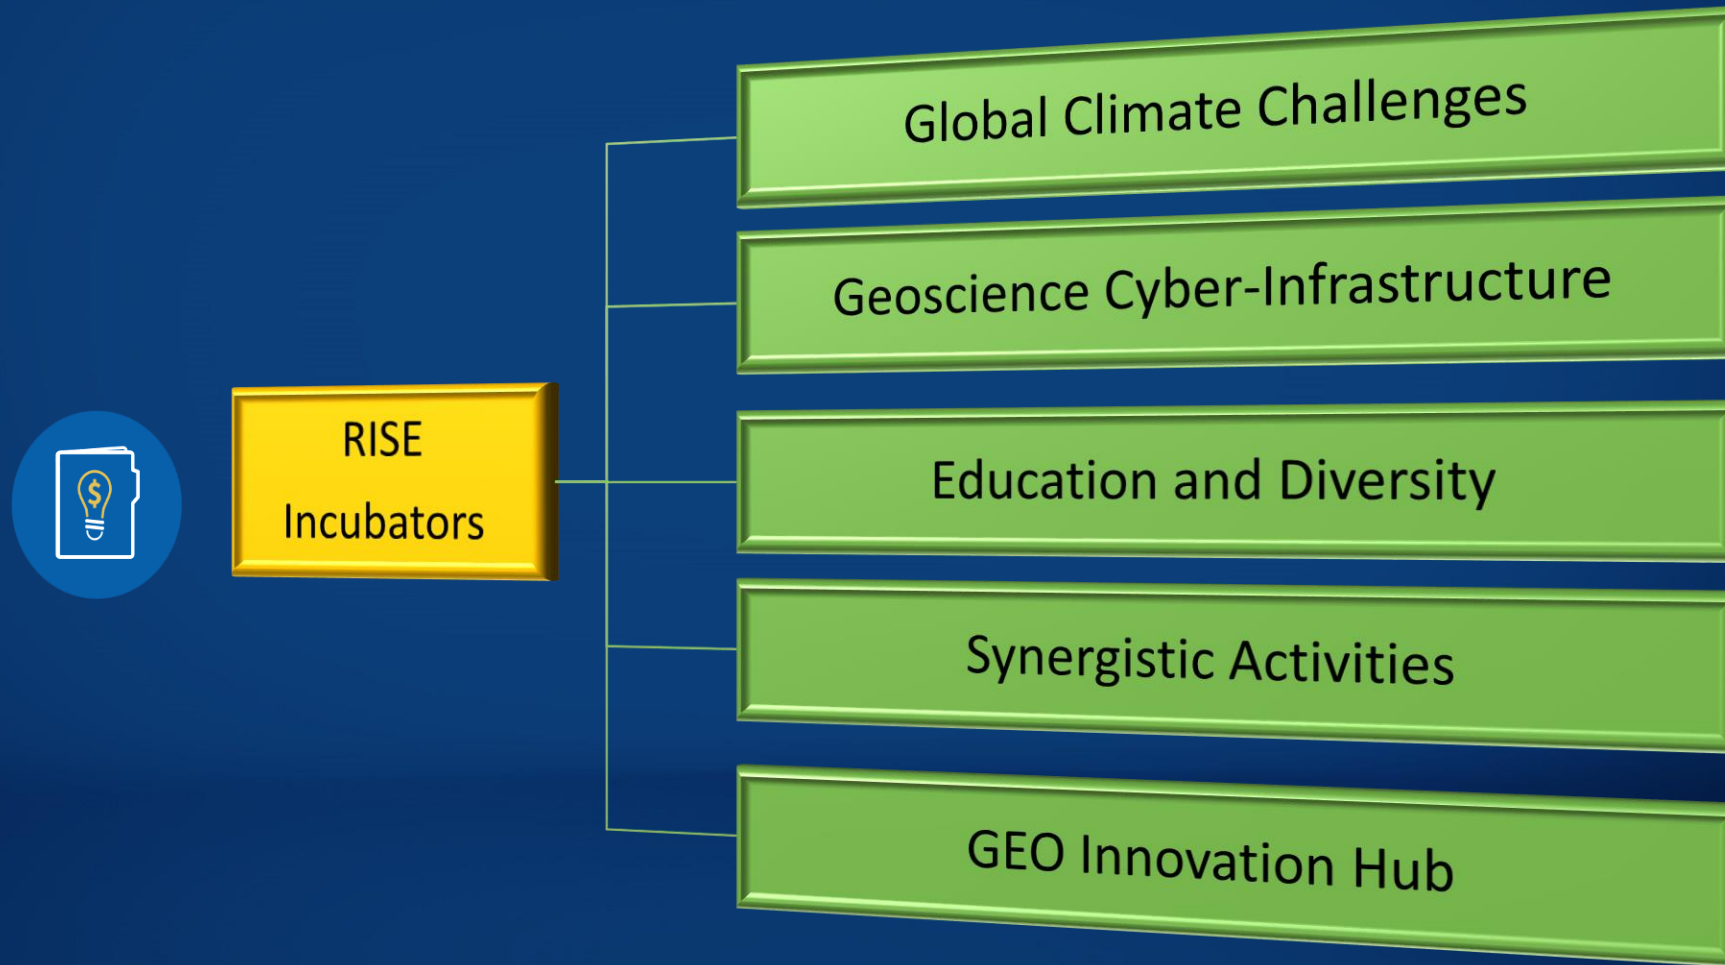 RISE
Incubators
Global Climate Challenges
Geoscience Cyber-Infrastructure
Education and Diversity
Synergistic Activities
GEO Innovation Hub
$